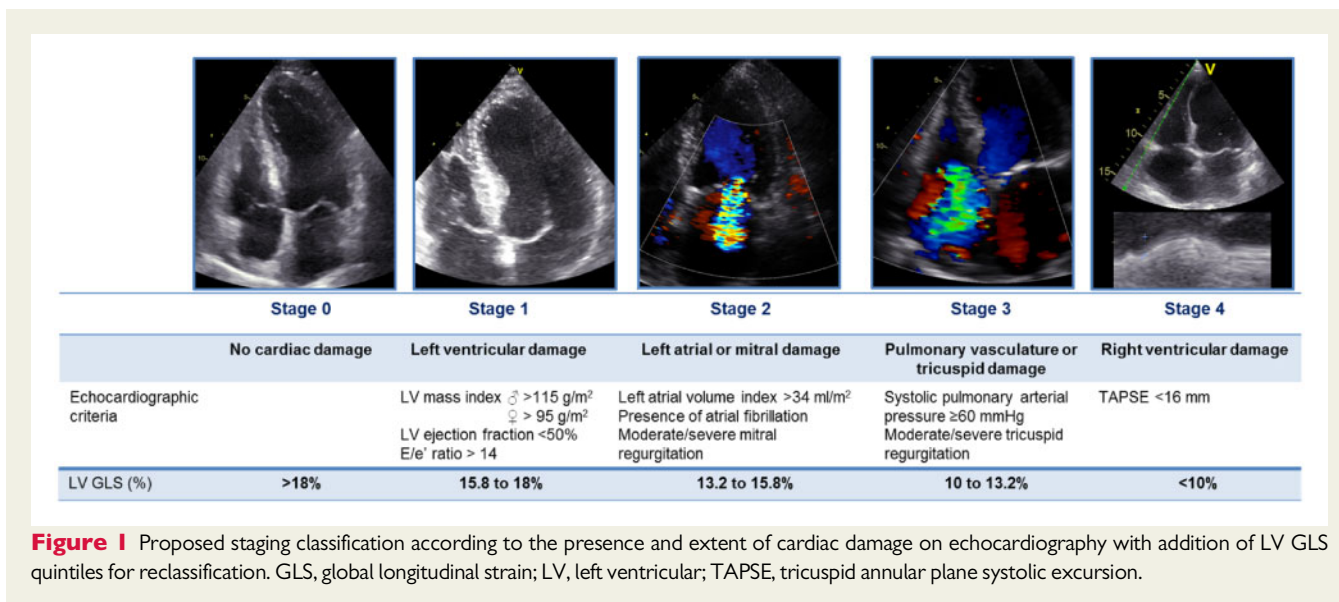 V
5
10
15
Stage 0
Stage 1
Stage 2
Stage 3
Stage 4
No cardiac damage
Left ventricular damage
Left atrial or mitral damage
Pulmonary vasculature or
tricuspid damage
Right ventricular damage
Echocardiographic
criteria
LV mass index ♂ >115 g/m²
♀ > 95 g/m²
LV ejection fraction <50%
E/e' ratio > 14
Left atrial volume index >34 ml/m²
Presence of atrial fibrillation
Moderate/severe mitral
regurgitation
Systolic pulmonary arterial
pressure ≥60 mmHg
Moderate/severe tricuspid
regurgitation
TAPSE <16 mm
LV GLS (%)
>18%
15.8 to 18%
13.2 to 15.8%
10 to 13.2%
<10%
Figure 1 Proposed staging classification according to the presence and extent of cardiac damage on echocardiography with addition of LV GLS
quintiles for reclassification. GLS, global longitudinal strain; LV, left ventricular; TAPSE, tricuspid annular plane systolic excursion.